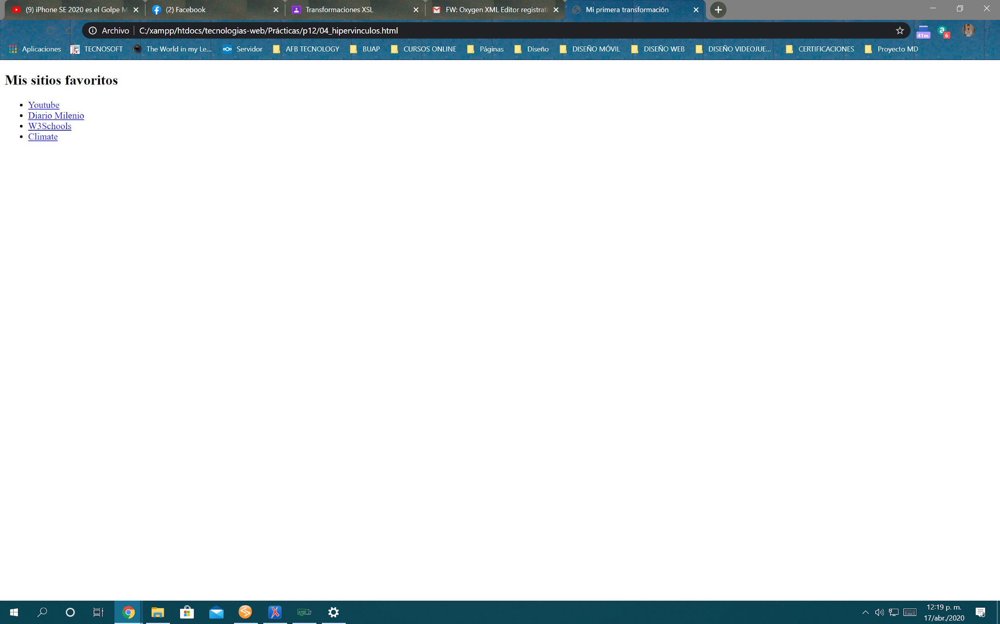 (9) iPhone SE 2020 es el Golpe M
(2) Facebook
Transformaciones XSL
FW: Oxygen XML Editor registrati
Mi primera transformación
Archivo
C:/xampp/htdocs/tecnologias-web/Prácticas/p12/04_hipervinculos.html
41m
a
6
Aplicaciones
TECNOSOFT
The World in my Le...
Servidor
AFB TECNOLOGY
BUAP
CURSOS ONLINE
Páginas
Diseño
DISEÑO MÓVIL
DISEÑO WEB
DISEÑO VIDEOJUE...
CERTIFICACIONES
Proyecto MD
Mis sitios favoritos
Youtube
Diario Milenio
W3Schools
Climate
12:19 p. m.
17/abr./2020